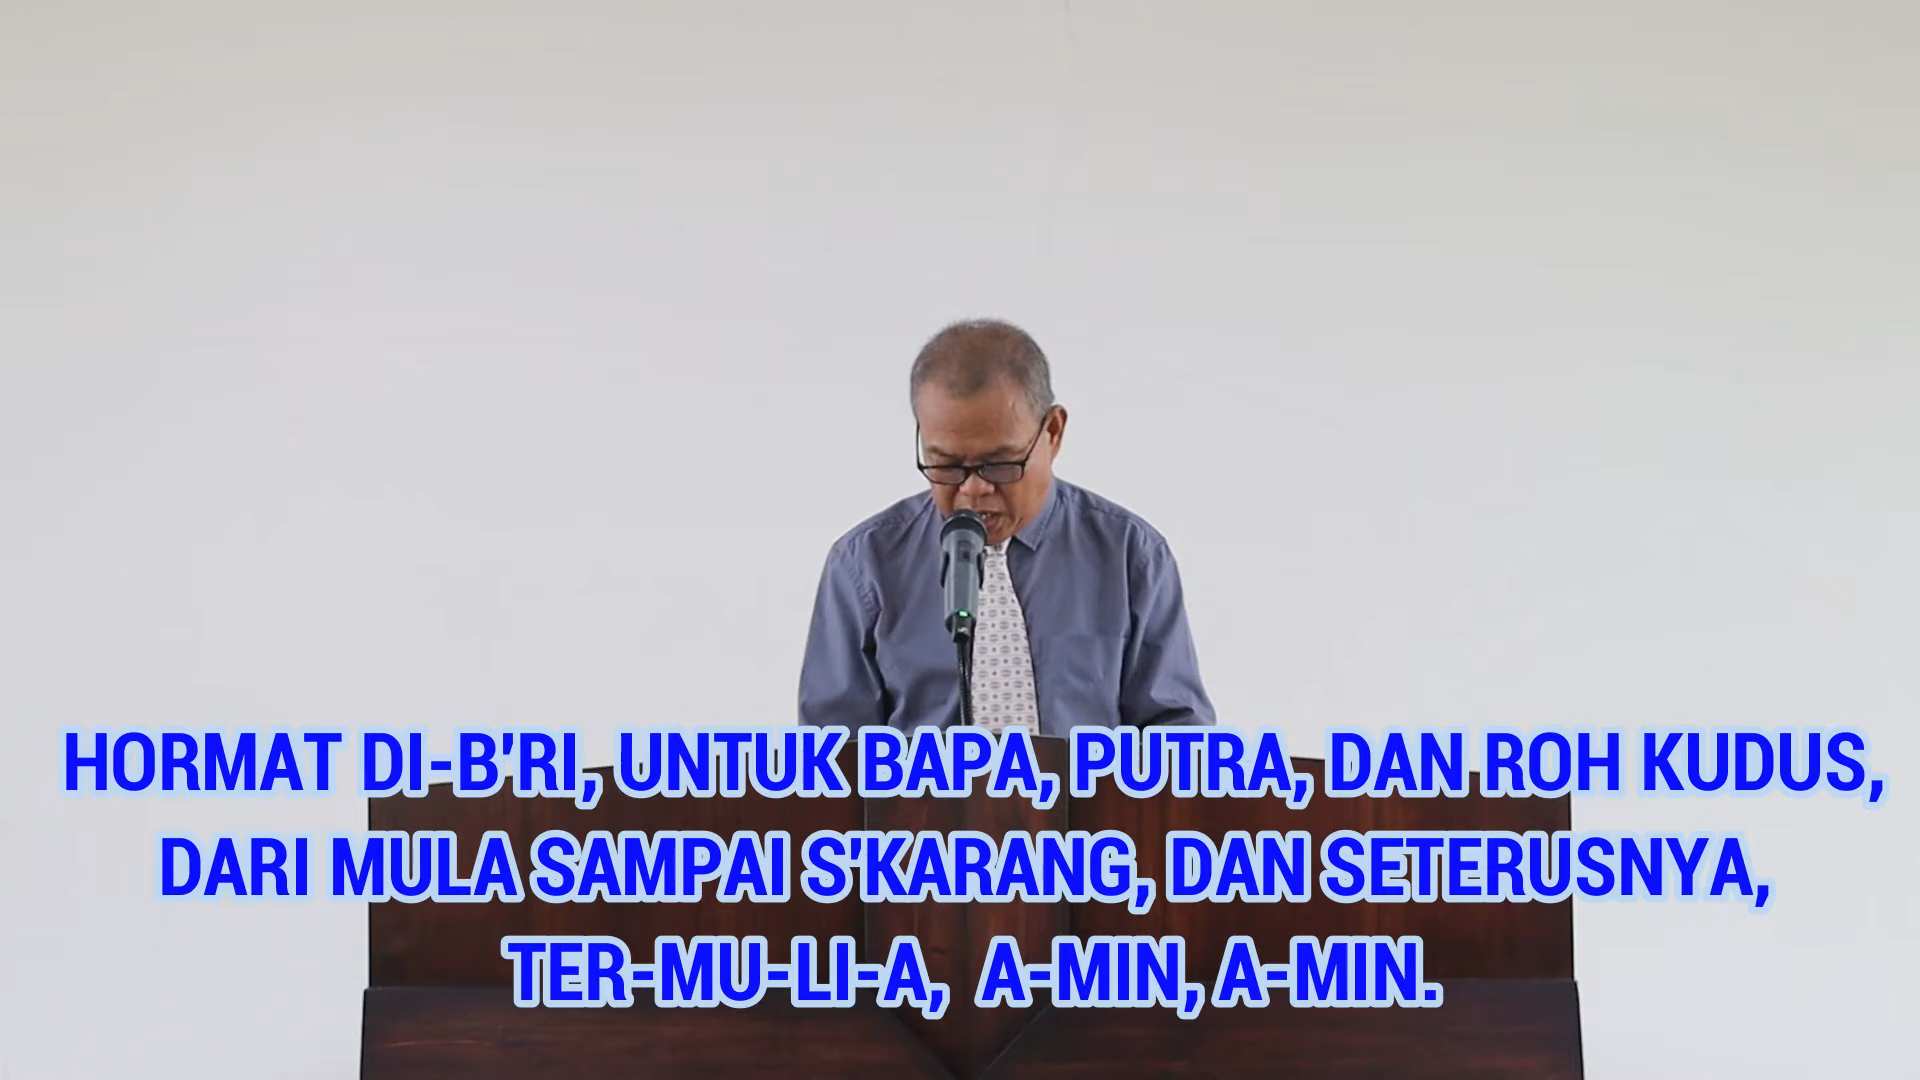 HORMAT DI-B'RI, UNTUK BAPA, PUTRA, DAN ROH KUDUS,
DARI MULA SAMPAI S'KARANG, DAN SETERUSNYA,
TER-MU-LI-A, A-MIN, A-MIN.